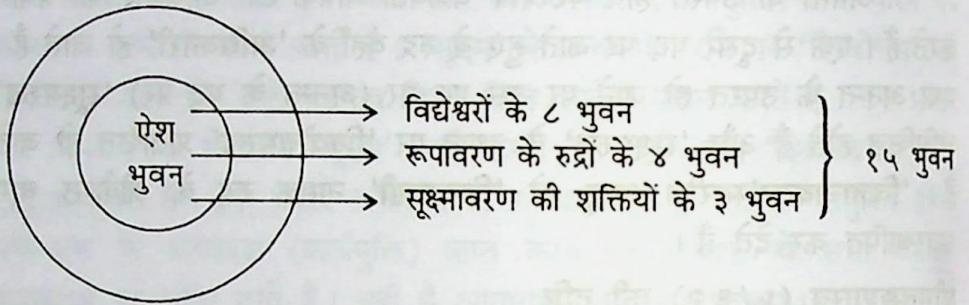 ऐश
भुवन
विद्येश्वरों के ८ भुवन
रूपावरण के रुद्रों के ४ भुवन
सूक्ष्मावरण की शक्तियों के ३ भुवन
१५ भुवन